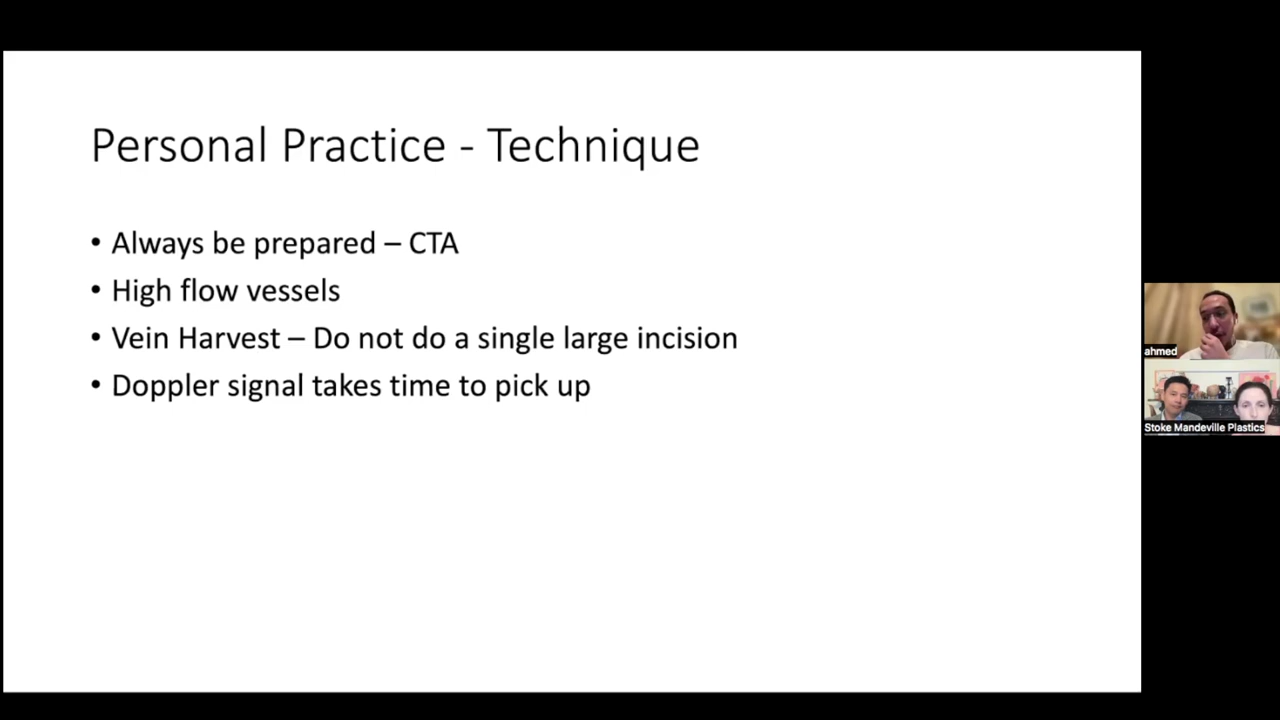 Personal Practice - Technique
• Always be prepared – CTA
• High flow vessels
• Vein Harvest – Do not do a single large incision
• Doppler signal takes time to pick up
ahmed
Stoke Mandeville Plastics